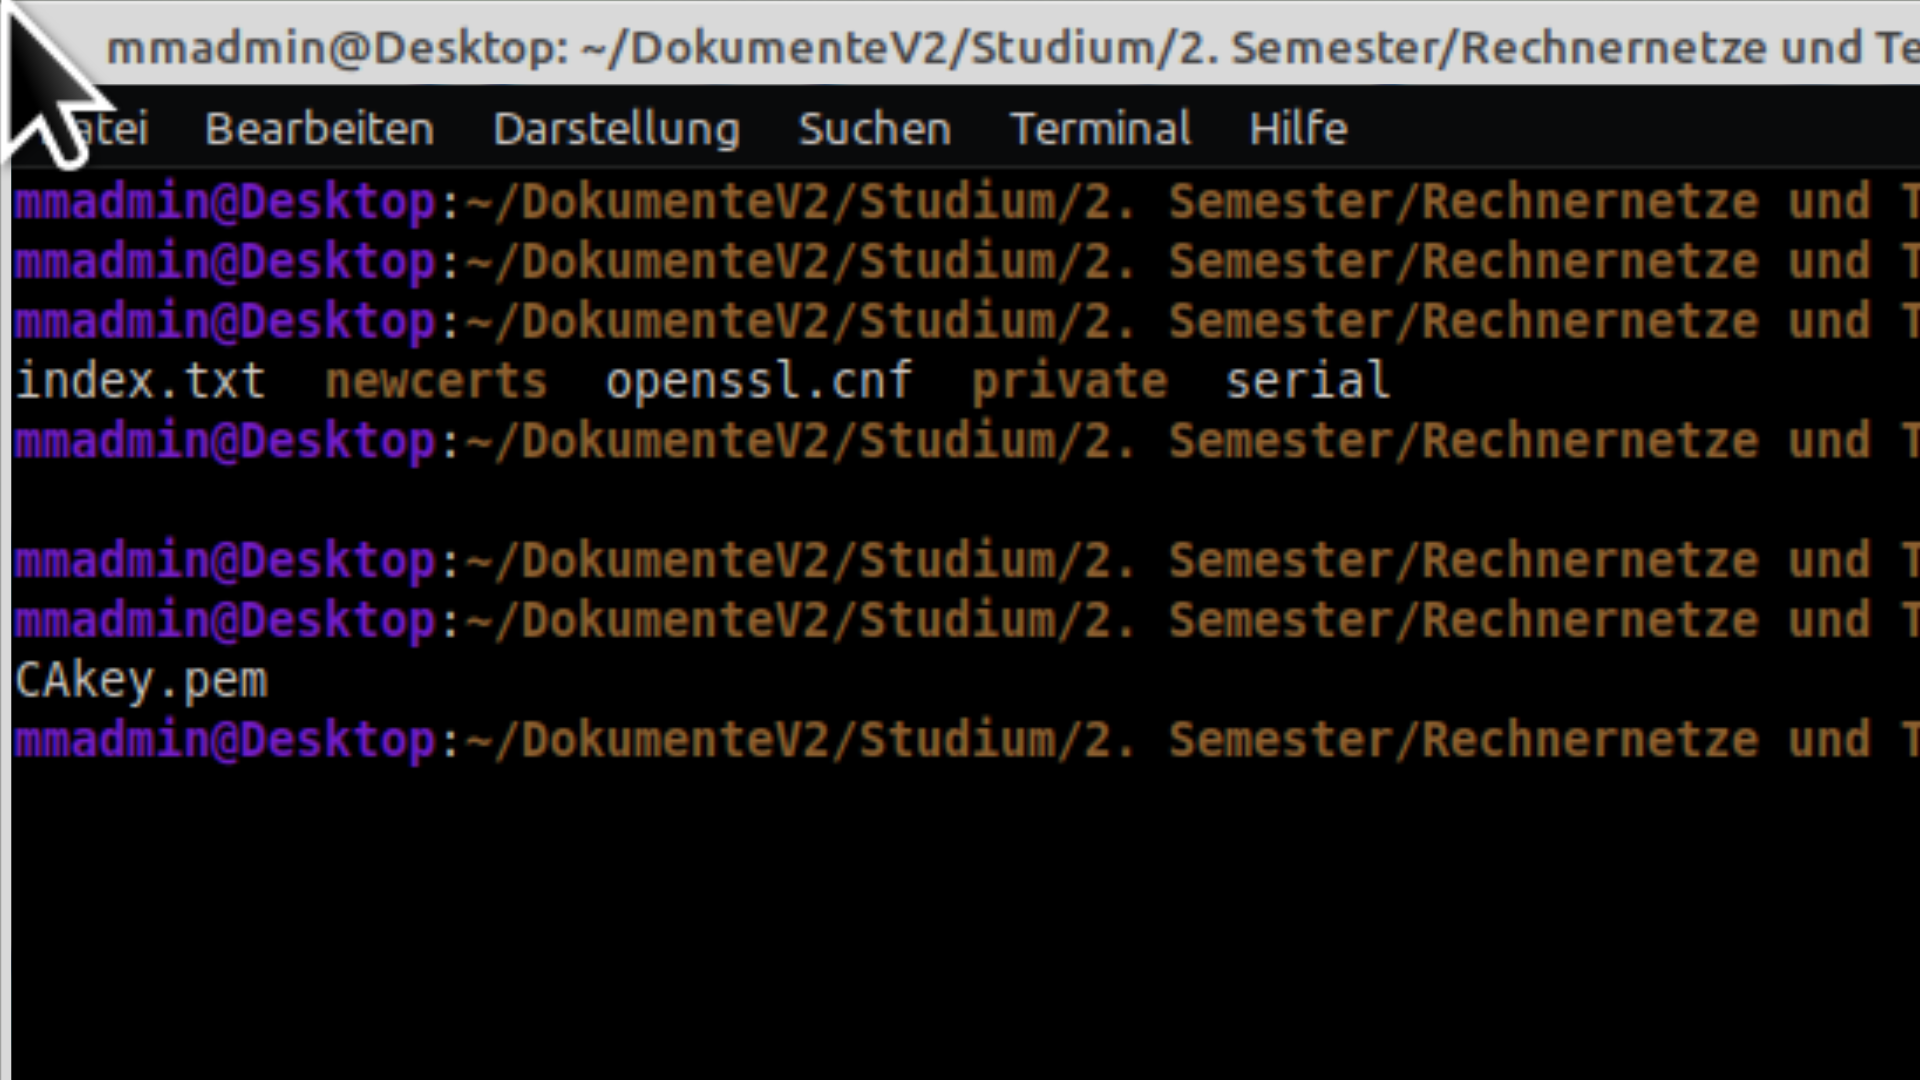 mmadmin@Desktop: ~/DokumenteV2/Studium/2. Semester/Rechnernetze und Te
Bearbeiten Darstellung Suchen Terminal Hilfe
mmadmin@Desktop:~/DokumenteV2/Studium/2. Semester/Rechnernetze und T
mmadmin@Desktop:~/DokumenteV2/Studium/2. Semester/Rechnernetze und T
mmadmin@Desktop:~/DokumenteV2/Studium/2. Semester/Rechnernetze und T
index.txt newcerts openssl.cnf private serial
mmadmin@Desktop:~/DokumenteV2/Studium/2. Semester/Rechnernetze und T
mmadmin@Desktop:~/DokumenteV2/Studium/2. Semester/Rechnernetze und T
mmadmin@Desktop:~/DokumenteV2/Studium/2. Semester/Rechnernetze und T
CAkey.pem
mmadmin@Desktop:~/DokumenteV2/Studium/2. Semester/Rechnernetze und T